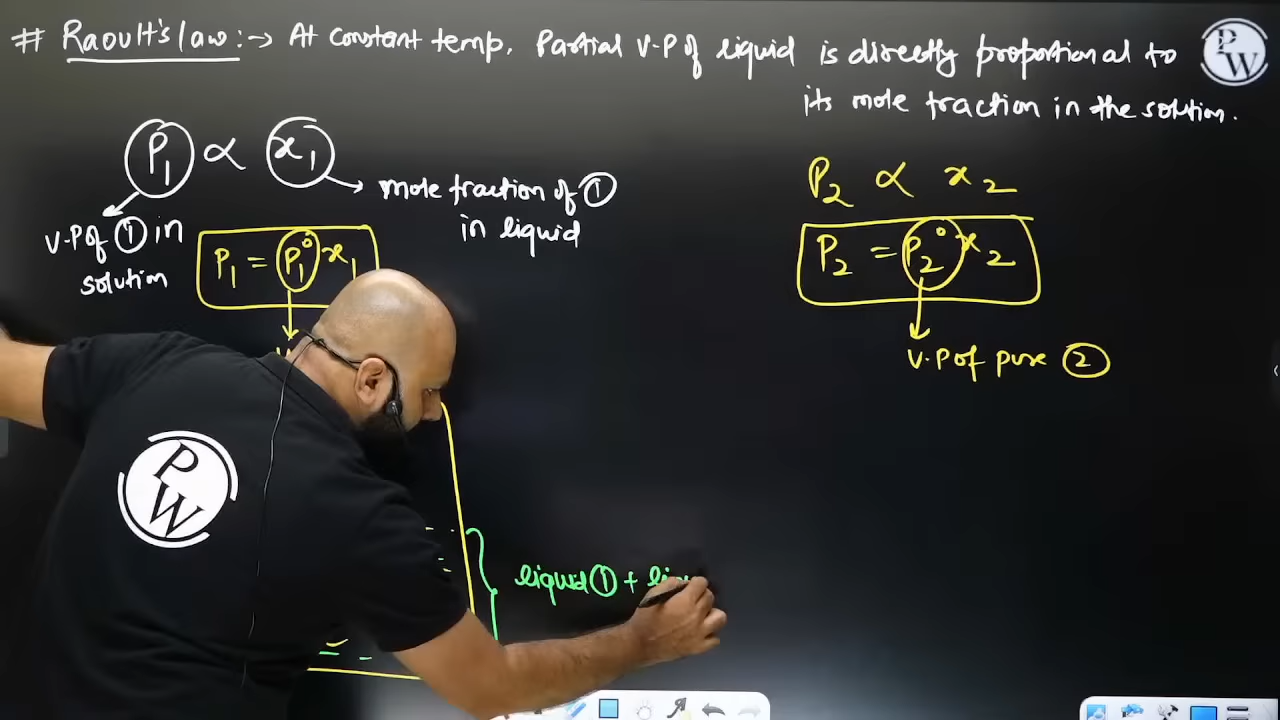 # Raoult's law :→ At constant temp. Partial V.P of liquid is directly proportional to
its mole fraction in the solution.
P₁ ∝ x₁
mole fraction of ① in liquid
V.P of ① in solution
P₁ = P₁⁰ x₁
P₂ ∝ x₂
P₂ = P₂⁰ x₂
V.P of pure ②
liquid ① +
PW
PW